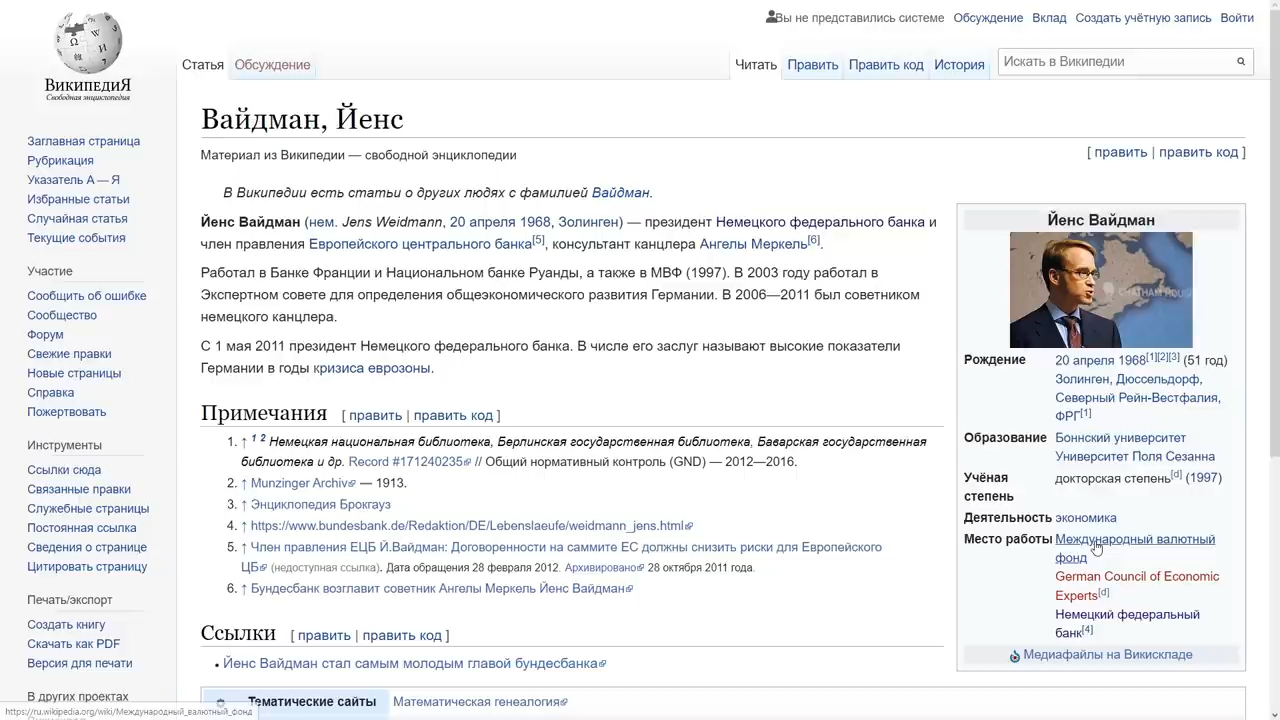 Вы не представились системе Обсуждение Вклад Создать учётную запись Войти
ВИКИПЕДИЯ
Свободная энциклопедия
Статья Обсуждение Читать Править Править код История Искать в Википедии
Заглавная страница
Рубрикация
Указатель А — Я
Избранные статьи
Случайная статья
Текущие события
Участие
Сообщить об ошибке
Сообщество
Форум
Свежие правки
Новые страницы
Справка
Пожертвовать
Инструменты
Ссылки сюда
Связанные правки
Служебные страницы
Постоянная ссылка
Сведения о странице
Цитировать страницу
Печать/экспорт
Создать книгу
Скачать как PDF
Версия для печати
В других проектах
Вайдман, Йенс
Материал из Википедии — свободной энциклопедии
[ править | править код ]
В Википедии есть статьи о других людях с фамилией Вайдман.
Йенс Вайдман (нем. Jens Weidmann, 20 апреля 1968, Золинген) — президент Немецкого федерального банка и
член правления Европейского центрального банка[5], консультант канцлера Ангелы Меркель[6].
Работал в Банке Франции и Национальном банке Руанды, а также в МВФ (1997). В 2003 году работал в
Экспертном совете для определения общеэкономического развития Германии. В 2006—2011 был советником
немецкого канцлера.
С 1 мая 2011 президент Немецкого федерального банка. В числе его заслуг называют высокие показатели
Германии в годы кризиса еврозоны.
Примечания [ править | править код ]
1. ↑ 1 2 Немецкая национальная библиотека, Берлинская государственная библиотека, Баварская государственная
библиотека и др. Record #171240235 // Общий нормативный контроль (GND) — 2012—2016.
2. ↑ Munzinger Archiv — 1913.
3. ↑ Энциклопедия Брокгауз
4. ↑ https://www.bundesbank.de/Redaktion/DE/Lebenslaeufe/weidmann_jens.html
5. ↑ Член правления ЕЦБ Й.Вайдман: Договоренности на саммите ЕС должны снизить риски для Европейского
ЦБ (недоступная ссылка). Дата обращения 28 февраля 2012. Архивировано 28 октября 2011 года.
6. ↑ Бундесбанк возглавит советник Ангелы Меркель Йенс Вайдман
Ссылки [ править | править код ]
• Йенс Вайдман стал самым молодым главой бундесбанка
Тематические сайты Математическая генеалогия
Йенс Вайдман
CHATHAM HOUSE
Рождение 20 апреля 1968[1][2][3] (51 год)
Золинген, Дюссельдорф,
Северный Рейн-Вестфалия,
ФРГ[1]
Образование Боннский университет
Университет Поля Сезанна
Учёная степень докторская степень[d] (1997)
Деятельность экономика
Место работы Международный валютный
фонд
German Council of Economic
Experts[d]
Немецкий федеральный
банк[4]
Медиафайлы на Викискладе
https://ru.wikipedia.org/wiki/Международный_валютный_фонд